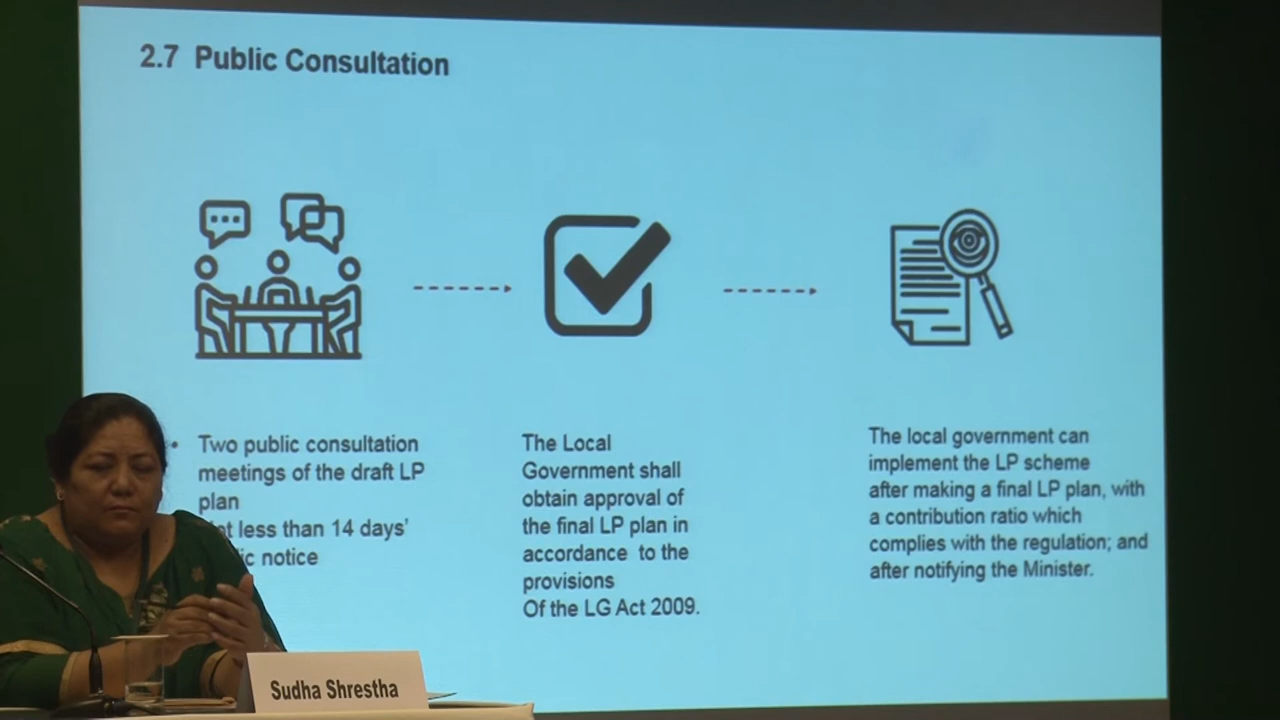 2.7 Public Consultation
• Two public consultation
meetings of the draft LP
plan
less than 14 days'
notice
The Local
Government shall
obtain approval of
the final LP plan in
accordance to the
provisions
Of the LG Act 2009.
The local government can
implement the LP scheme
after making a final LP plan, with
a contribution ratio which
complies with the regulation; and
after notifying the Minister.
Sudha Shrestha